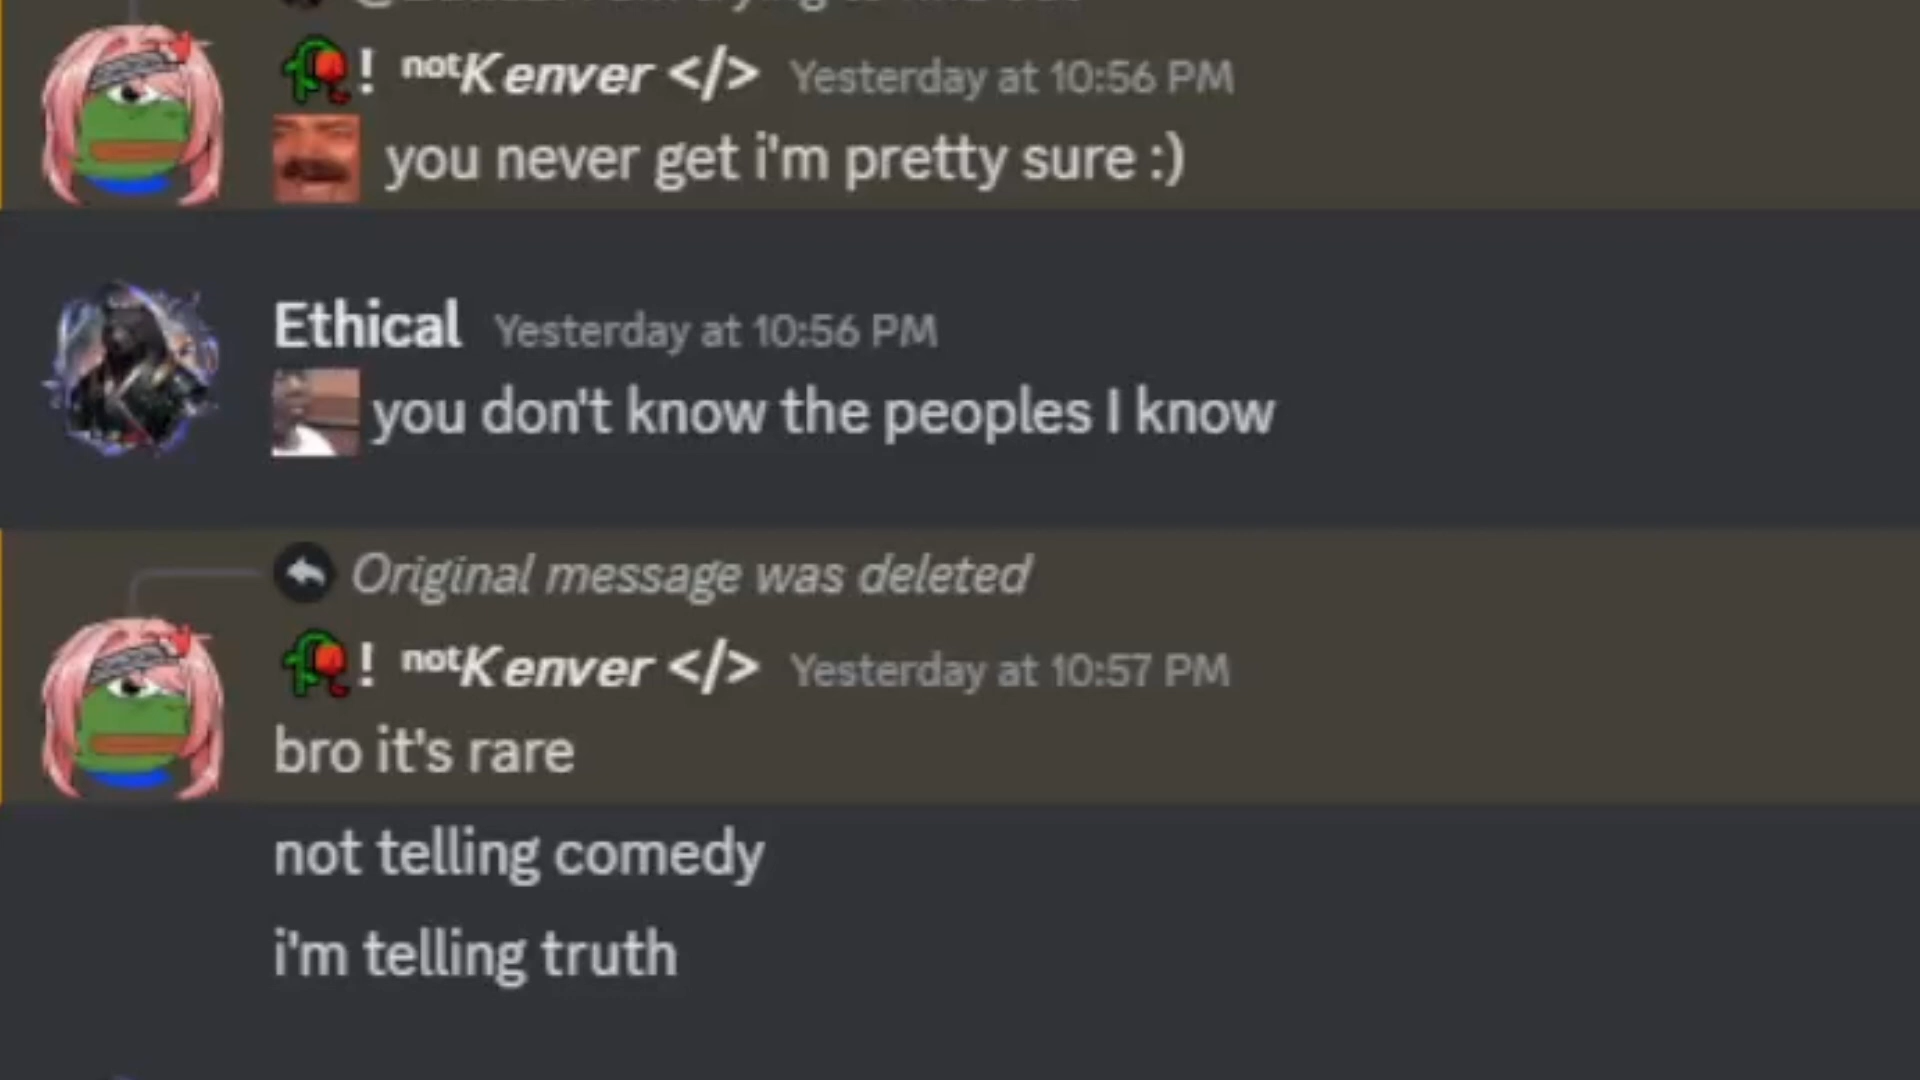 ! notKenver </> Yesterday at 10:56 PM
you never get i'm pretty sure :)
Ethical Yesterday at 10:56 PM
you don't know the peoples I know
Original message was deleted
! notKenver </> Yesterday at 10:57 PM
bro it's rare
not telling comedy
i'm telling truth